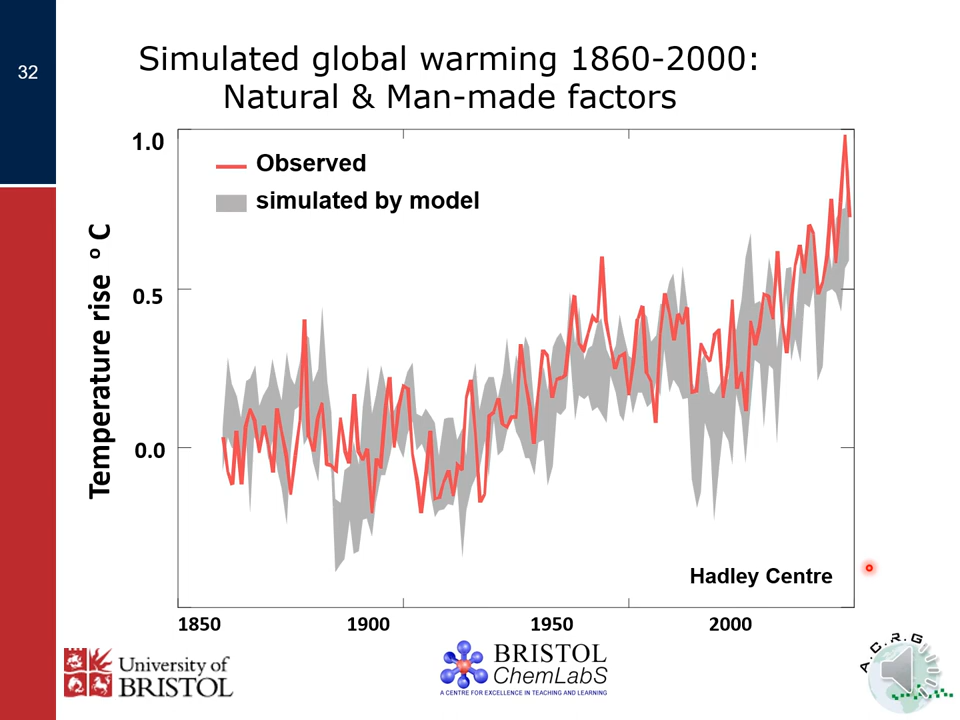 32
Simulated global warming 1860-2000:
Natural & Man-made factors
1.0
Observed
simulated by model
Temperature rise º C
0.5
0.0
Hadley Centre
1850 1900 1950 2000
University of
BRISTOL
BRISTOL
ChemLabS
A CENTRE FOR EXCELLENCE IN TEACHING AND LEARNING
A.C.R.G